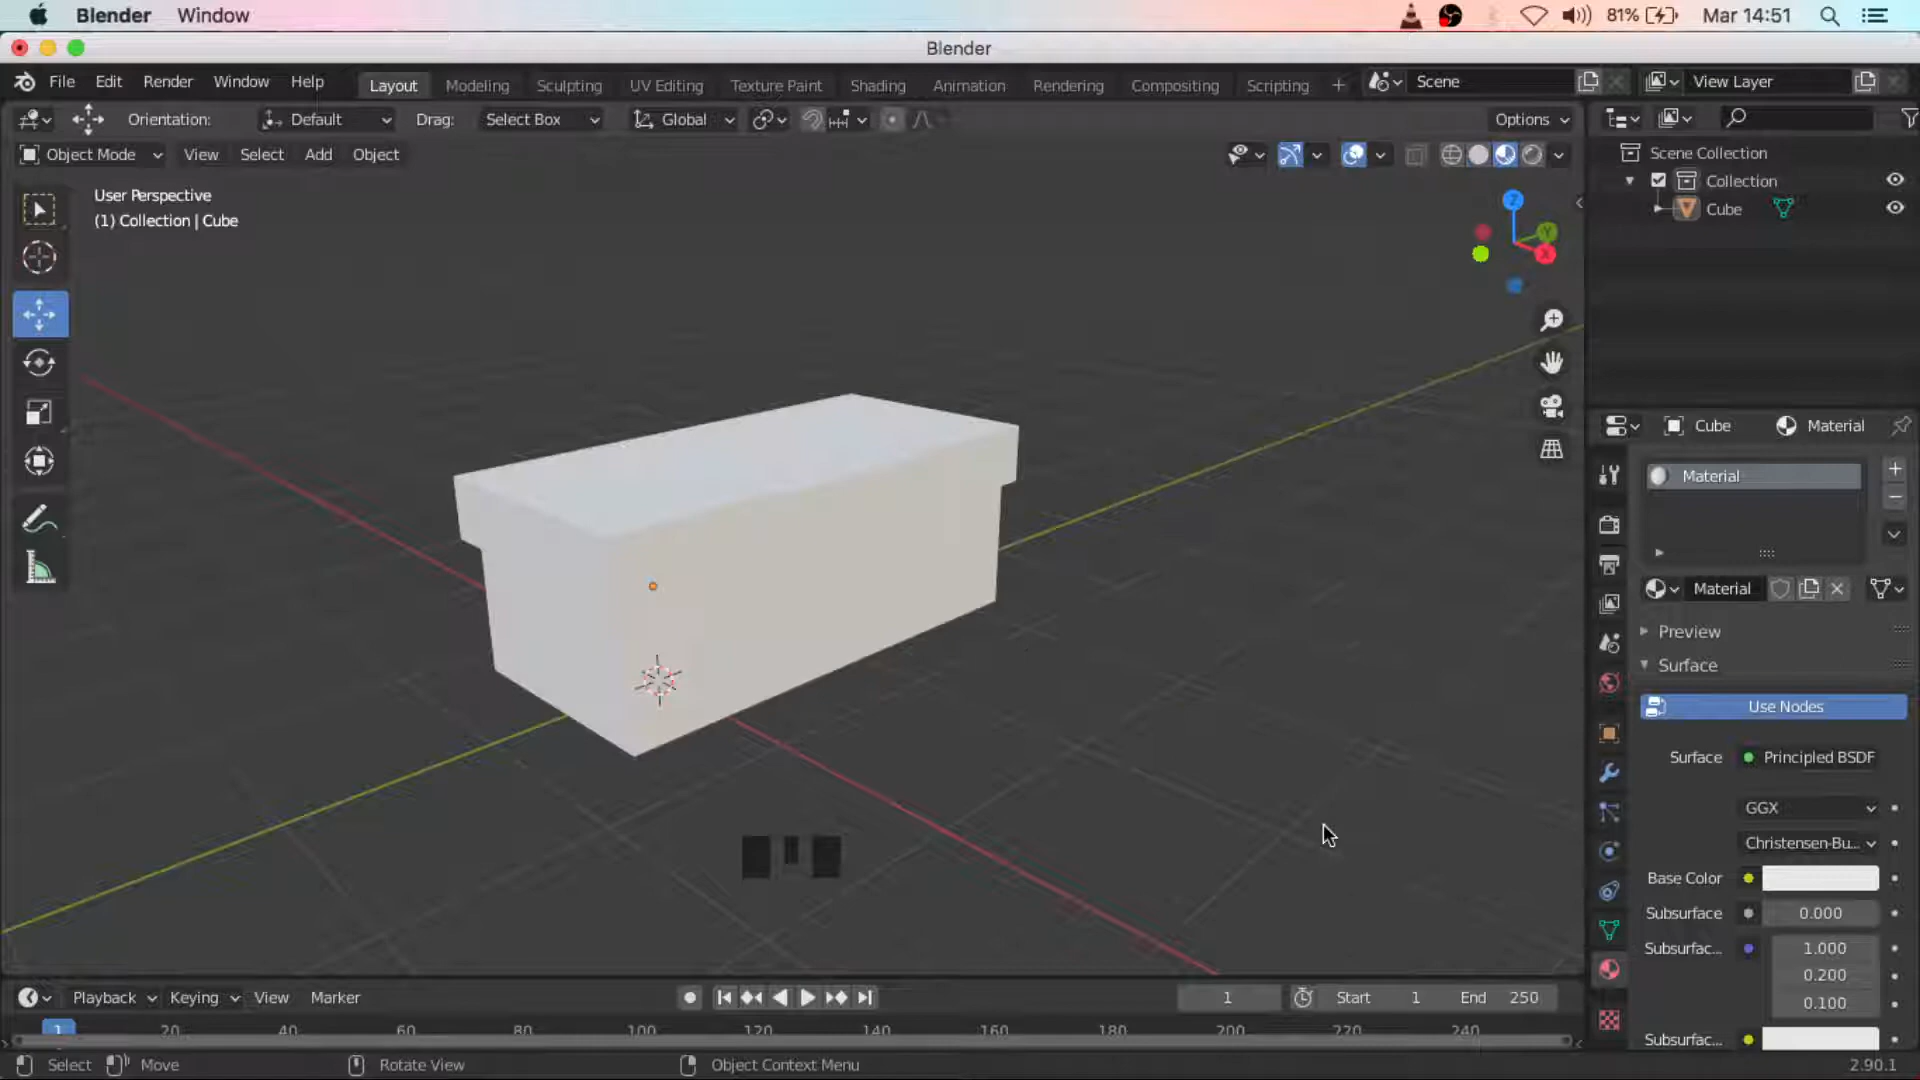 Blender Window 81% Mar 14:51
Blender
File Edit Render Window Help Layout Modeling Sculpting UV Editing Texture Paint Shading Animation Rendering Compositing Scripting + Scene View Layer
Orientation: Default Drag: Select Box Global Options
Object Mode View Select Add Object
User Perspective
(1) Collection | Cube
Z
Y
X
Scene Collection
Collection
Cube
Cube Material
Material
Material
Preview
Surface
Use Nodes
Surface Principled BSDF
GGX
Christensen-Bu...
Base Color
Subsurface 0.000
Subsurfac... 1.000
0.200
0.100
Subsurfac...
Playback Keying View Marker 1 Start 1 End 250
1 20 40 60 80 100 120 140 160 180 200 220 240
Select Move Rotate View Object Context Menu 2.90.1